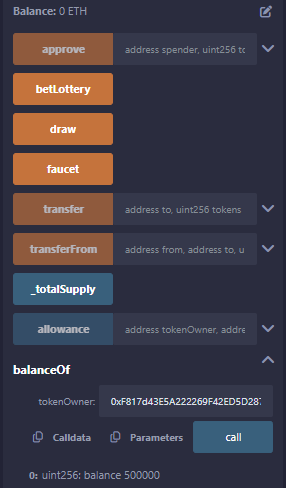 Balance: 0 ETH
approve address spender, uint256 to
betLottery
draw
faucet
transfer address to, uint256 tokens
transferFrom address from, address to, u
_totalSupply
allowance address tokenOwner, addre
balanceOf
tokenOwner: 0xF817d43E5A222269F42ED5D287
Calldata Parameters call
0: uint256: balance 500000